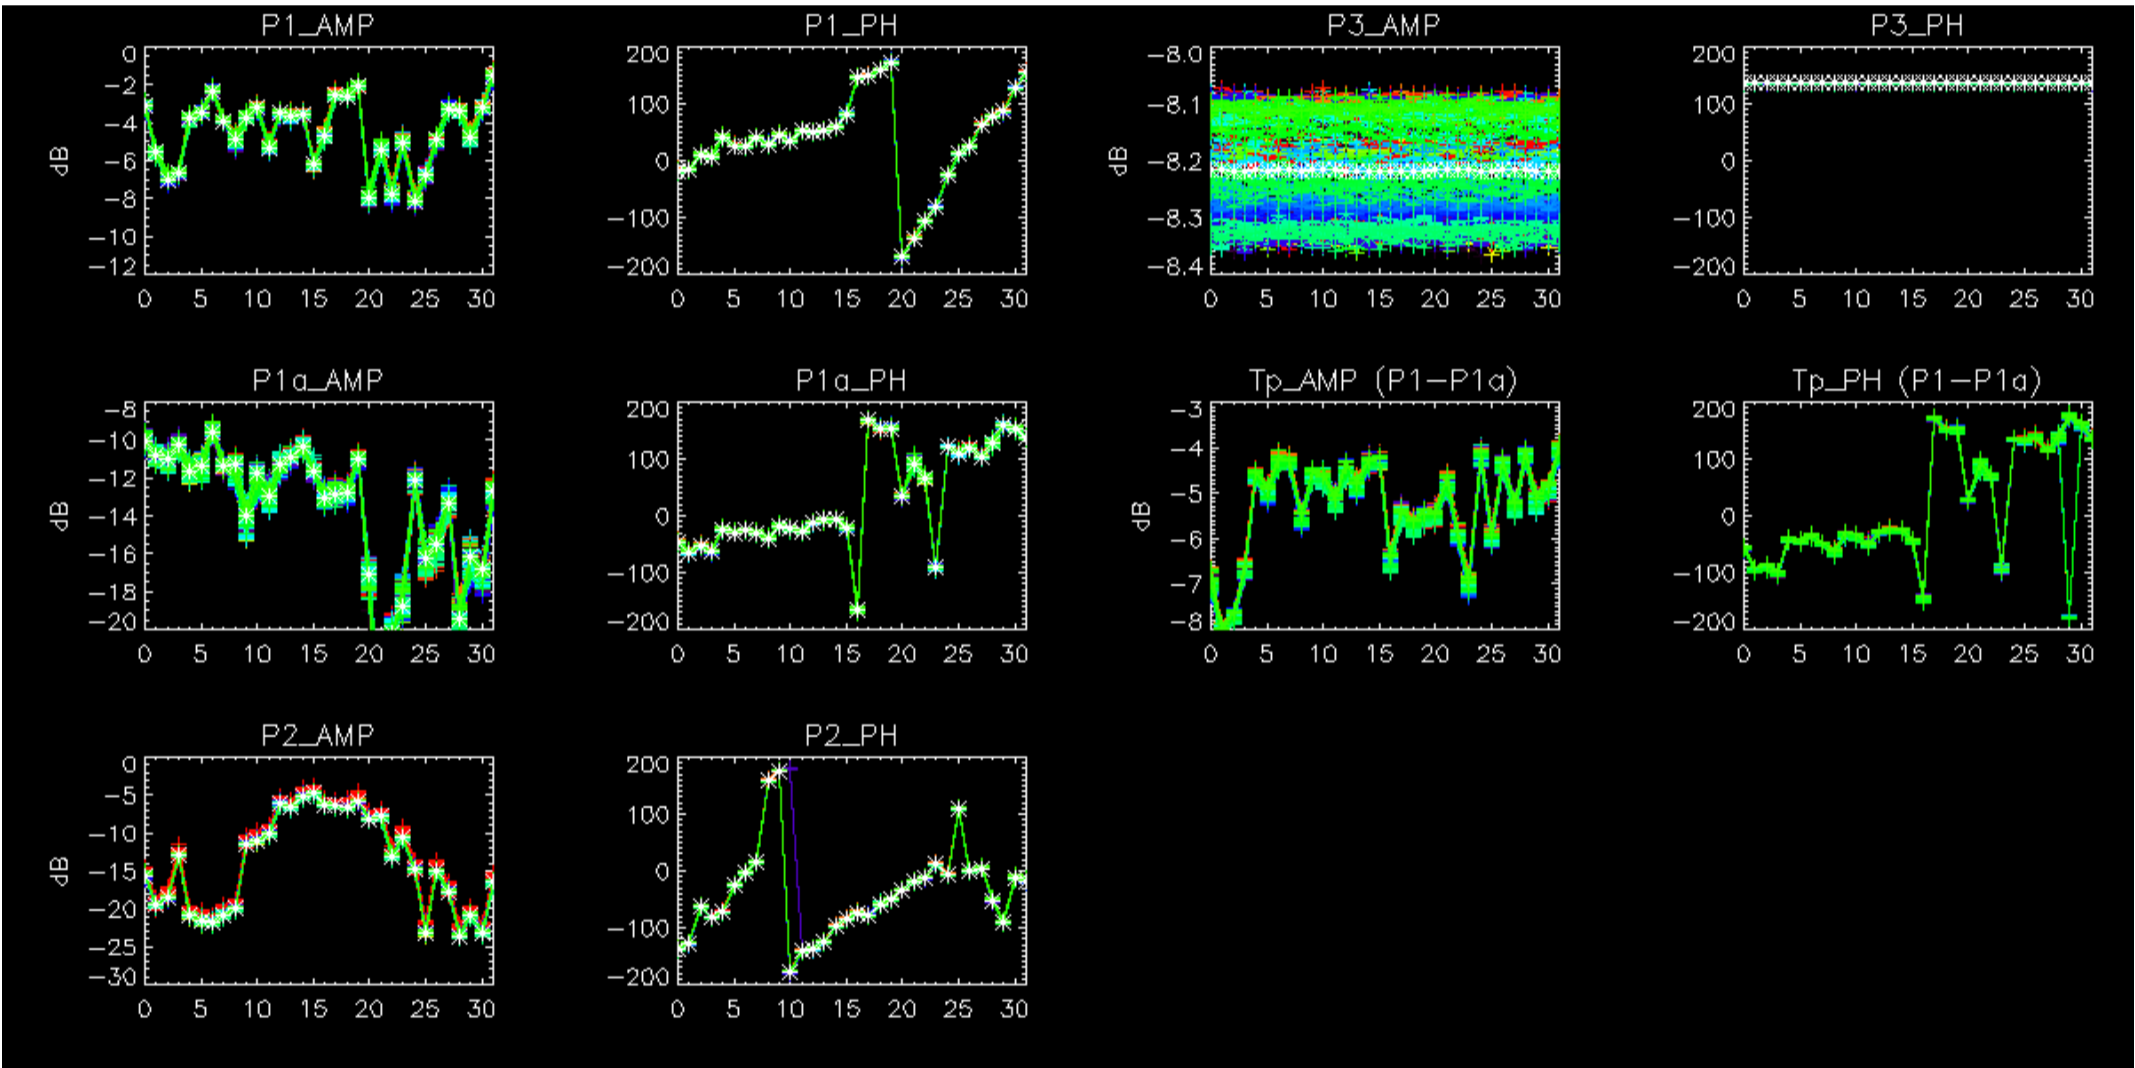 P1_AMP P1_PH P3_AMP P3_PH
0 200 −8.0 200
−2 100 −8.1 100
−4 0 −8.2 0
−6 −100 −8.3 −100
−8 −200 −8.4 −200
−10
−12
dB dB
0 5 10 15 20 25 30 0 5 10 15 20 25 30 0 5 10 15 20 25 30 0 5 10 15 20 25 30
P1a_AMP P1a_PH Tp_AMP (P1−P1a) Tp_PH (P1−P1a)
−8 200 −3 200
−10 100 −4 100
−12 0 −5 0
−14 −100 −6 −100
−16 −200 −7 −200
−18 −8
−20
dB dB
0 5 10 15 20 25 30 0 5 10 15 20 25 30 0 5 10 15 20 25 30 0 5 10 15 20 25 30
P2_AMP P2_PH
0 200
−5 100
−10 0
−15 −100
−20 −200
−25
−30
dB
0 5 10 15 20 25 30 0 5 10 15 20 25 30